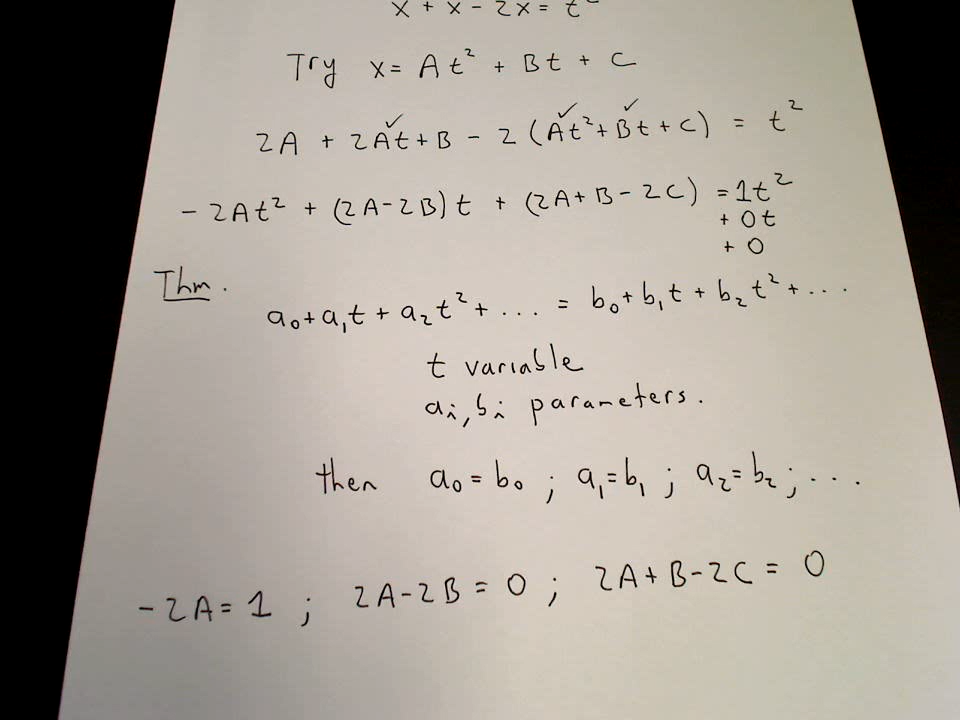 x + x - 2x = t²
Try x = At² + Bt + C
2A + 2At + B - 2 (At² + Bt + C) = t²
- 2At² + (2A - 2B) t + (2A + B - 2C) = 1t²
+ 0t
+ 0
Thm.
a₀ + a₁t + a₂t² + ... = b₀ + b₁t + b₂t² + ...
t variable
aᵢ, bᵢ parameters.
then a₀ = b₀ ; a₁ = b₁ ; a₂ = b₂ ; ...
- 2A = 1 ; 2A - 2B = 0 ; 2A + B - 2C = 0